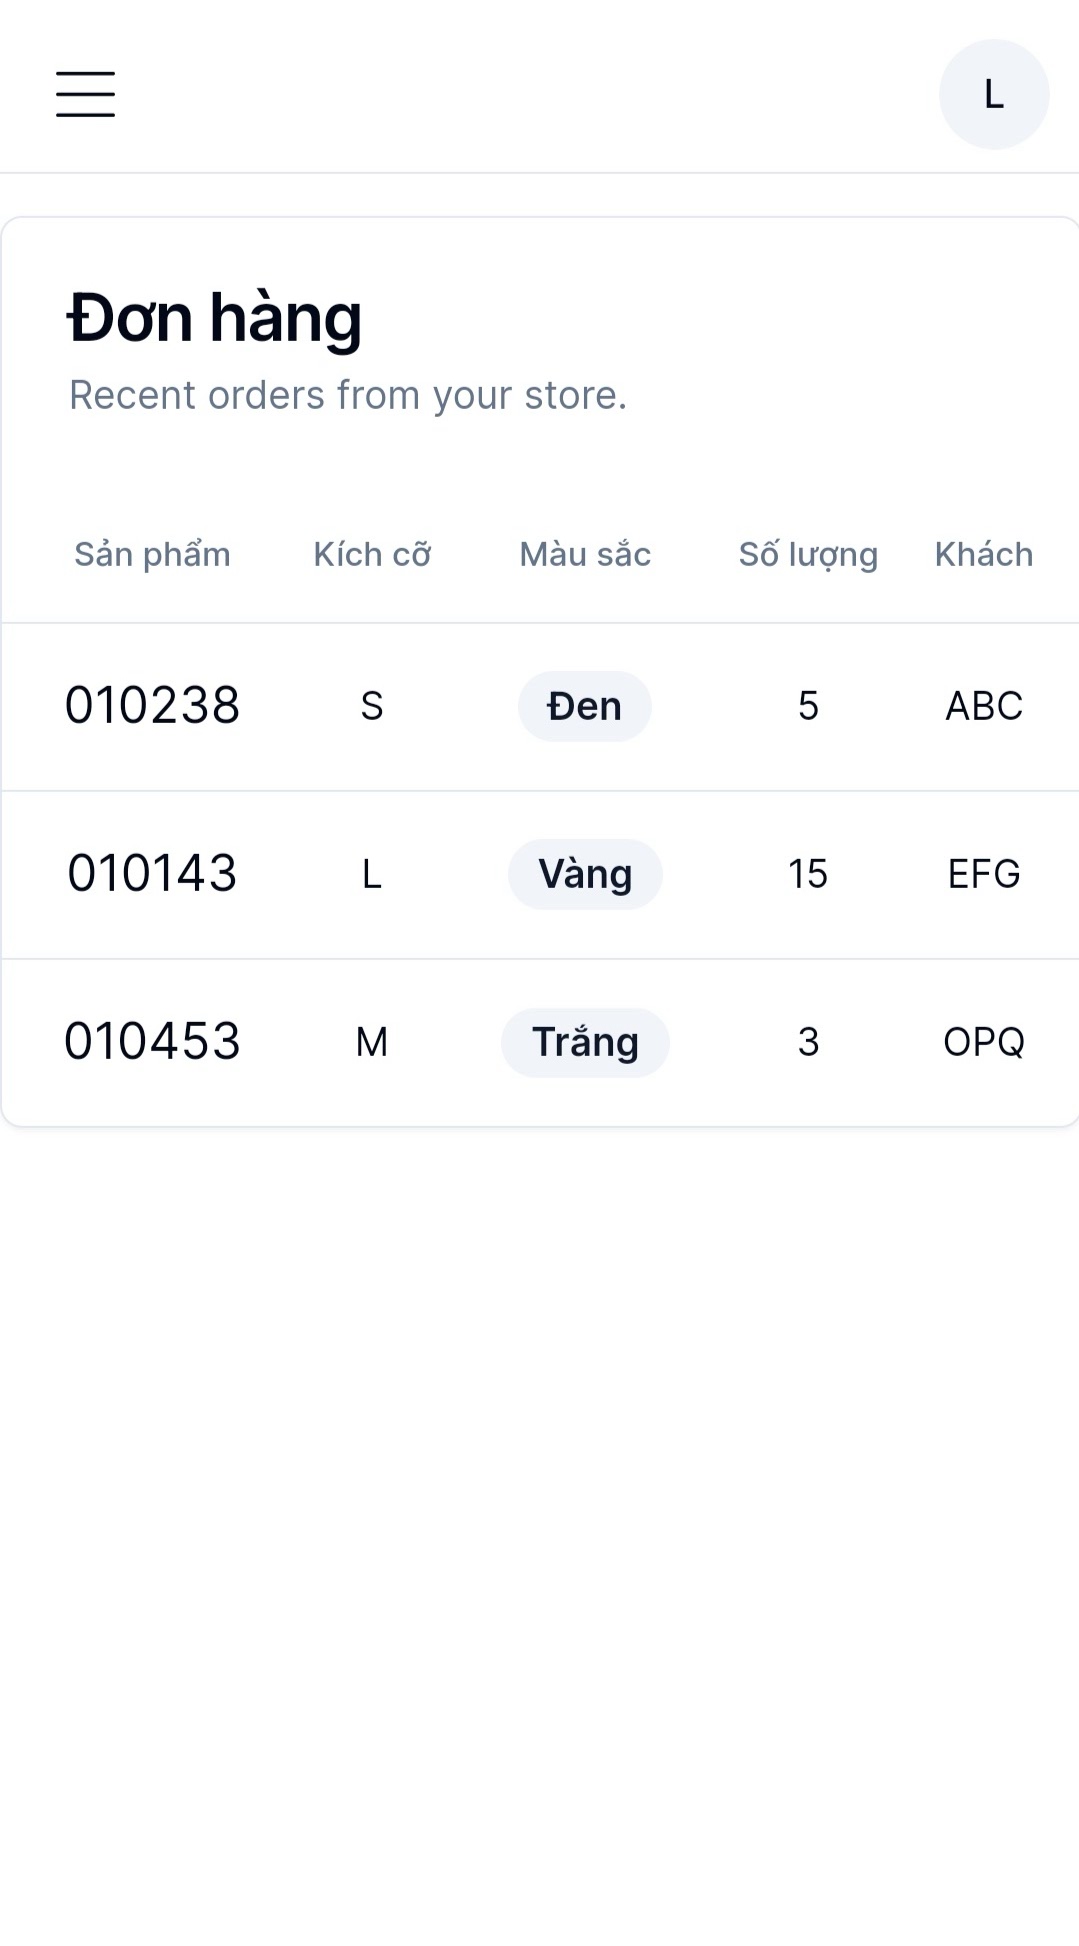 L
Đơn hàng
Recent orders from your store.
Sản phẩm Kích cỡ Màu sắc Số lượng Khách
010238 S Đen 5 ABC
010143 L Vàng 15 EFG
010453 M Trắng 3 OPQ